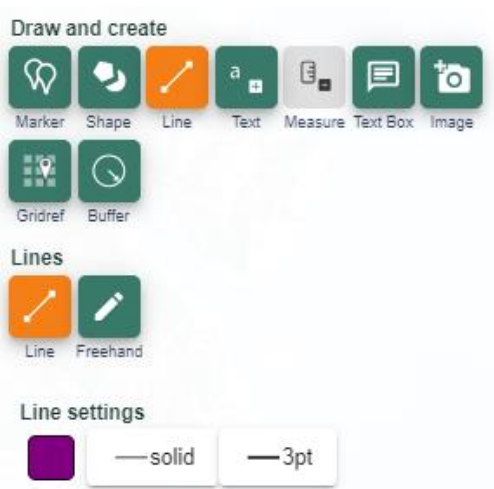 Draw and create
a
Marker Shape Line Text Measure Text Box Image
Gridref Buffer
Lines
Line Freehand
Line settings
solid 3pt